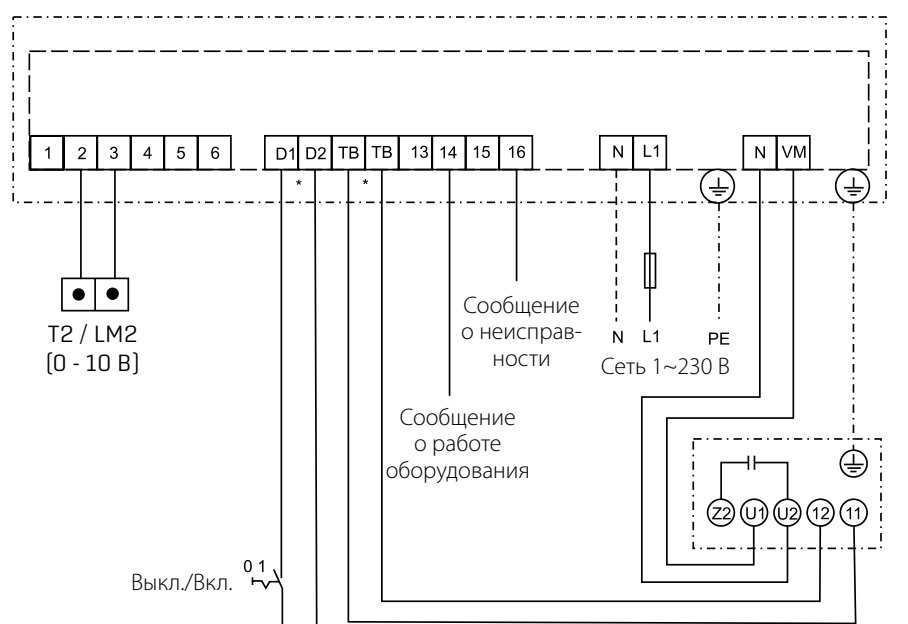 1 2 3 4 5 6 D1 D2 TB TB 13 14 15 16 N L1 N VM
* *
T2 / LM2
(0 - 10 В)
Сообщение
о неисправ-
ности
N L1 PE
Сеть 1~230 В
Сообщение
о работе
оборудования
Z2 U1 U2 12 11
0 1
Выкл./Вкл.